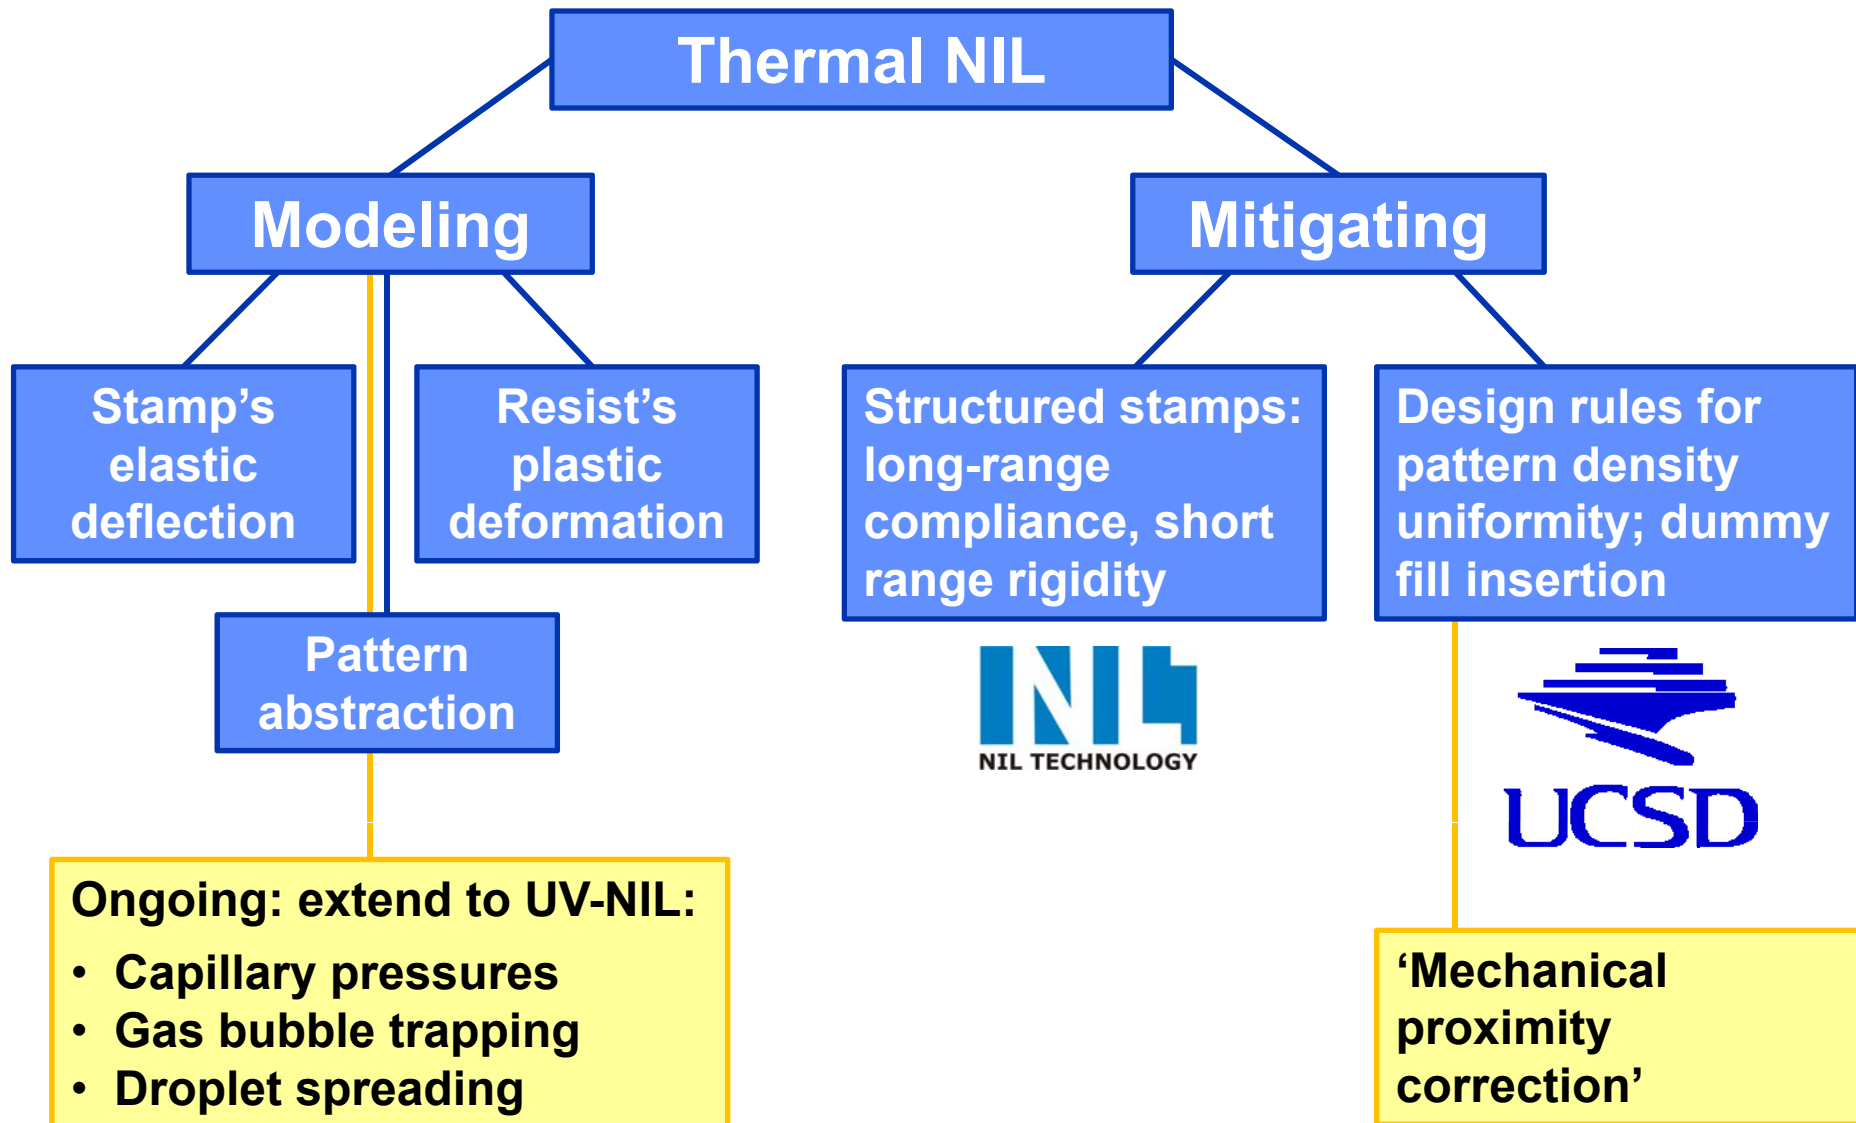 Thermal NIL
Modeling
Mitigating
Stamp’s
elastic
deflection
Resist’s
plastic
deformation
Structured stamps:
long-range
compliance, short
range rigidity
Design rules for
pattern density
uniformity; dummy
fill insertion
Pattern
abstraction
NIL
NIL TECHNOLOGY
UCSD
Ongoing: extend to UV-NIL:
• Capillary pressures
• Gas bubble trapping
• Droplet spreading
‘Mechanical
proximity
correction’